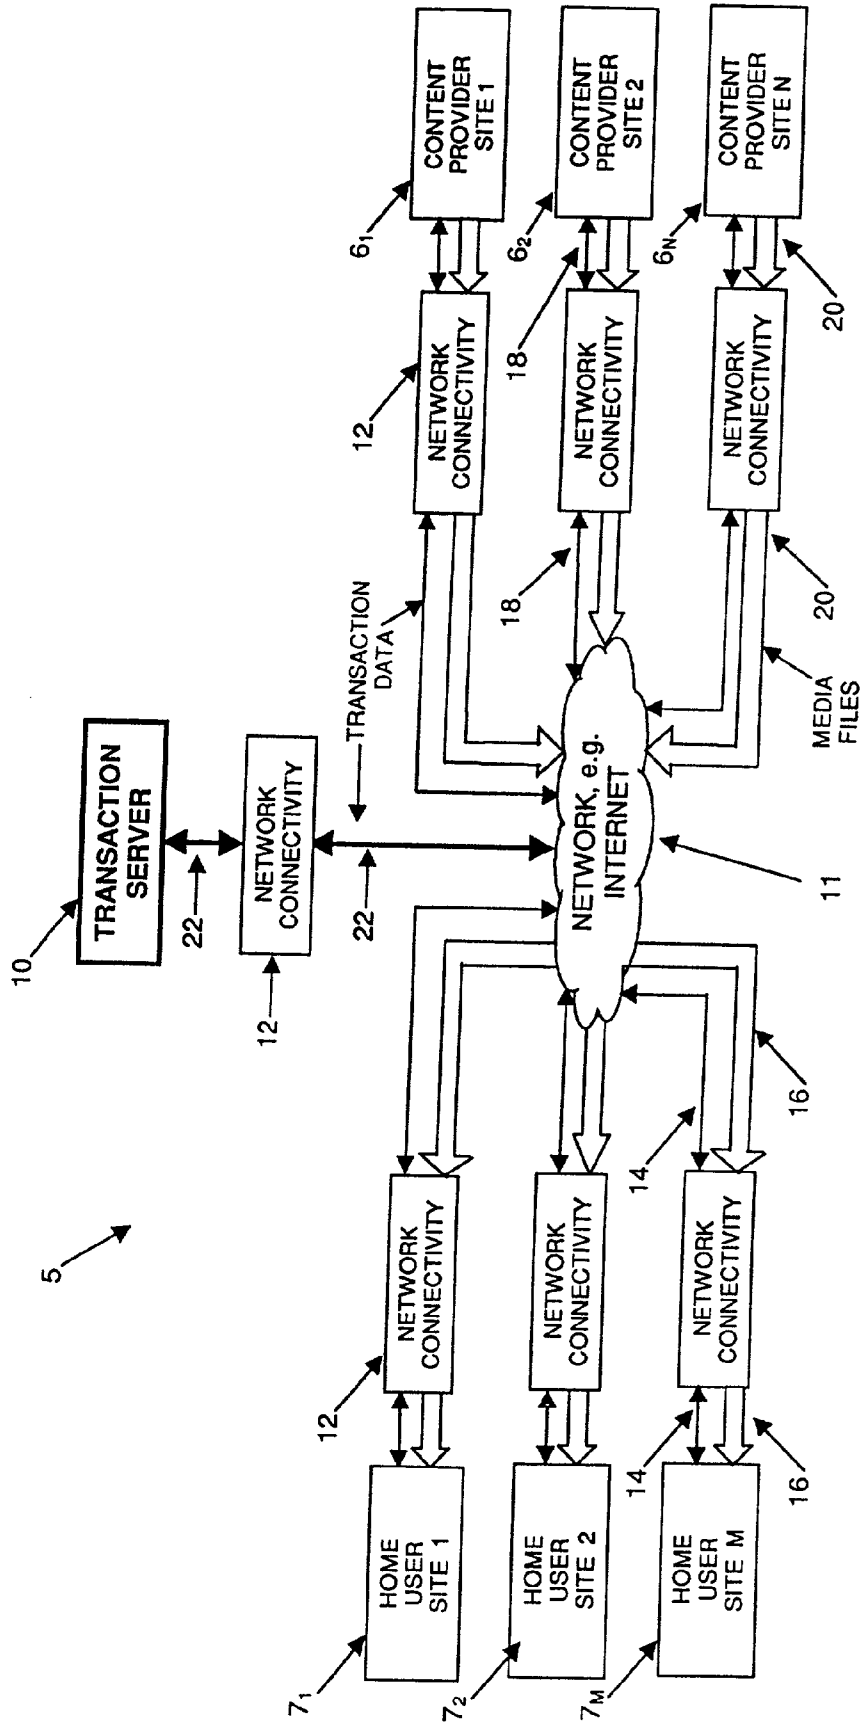 10
TRANSACTION
SERVER
22
12
NETWORK
CONNECTIVITY
22
TRANSACTION
DATA
5
12
7₁
HOME
USER
SITE 1
NETWORK
CONNECTIVITY
12
NETWORK
CONNECTIVITY
6₁
CONTENT
PROVIDER
SITE 1
7₂
HOME
USER
SITE 2
NETWORK
CONNECTIVITY
NETWORK, e.g.
INTERNET
18
18
NETWORK
CONNECTIVITY
6₂
CONTENT
PROVIDER
SITE 2
7M
HOME
USER
SITE M
14
14
NETWORK
CONNECTIVITY
NETWORK
CONNECTIVITY
6N
CONTENT
PROVIDER
SITE N
16
16
11
MEDIA
FILES
20
20